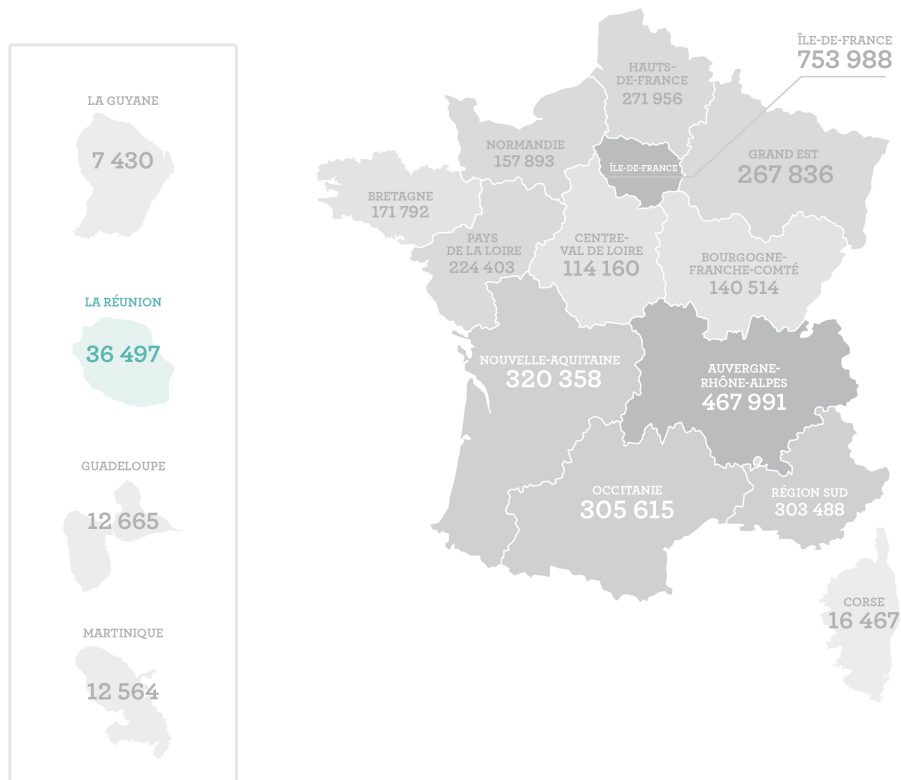 LA GUYANE
7 430
LA RÉUNION
36 497
GUADELOUPE
12 665
MARTINIQUE
12 564
ÎLE-DE-FRANCE
753 988
HAUTS-
DE-FRANCE
271 956
NORMANDIE
157 893
ÎLE-DE-FRANCE
GRAND EST
267 836
BRETAGNE
171 792
PAYS
DE LA LOIRE
224 403
CENTRE-
VAL DE LOIRE
114 160
BOURGOGNE-
FRANCHE-COMTÉ
140 514
NOUVELLE-AQUITAINE
320 358
AUVERGNE-
RHÔNE-ALPES
467 991
OCCITANIE
305 615
RÉGION SUD
303 488
CORSE
16 467